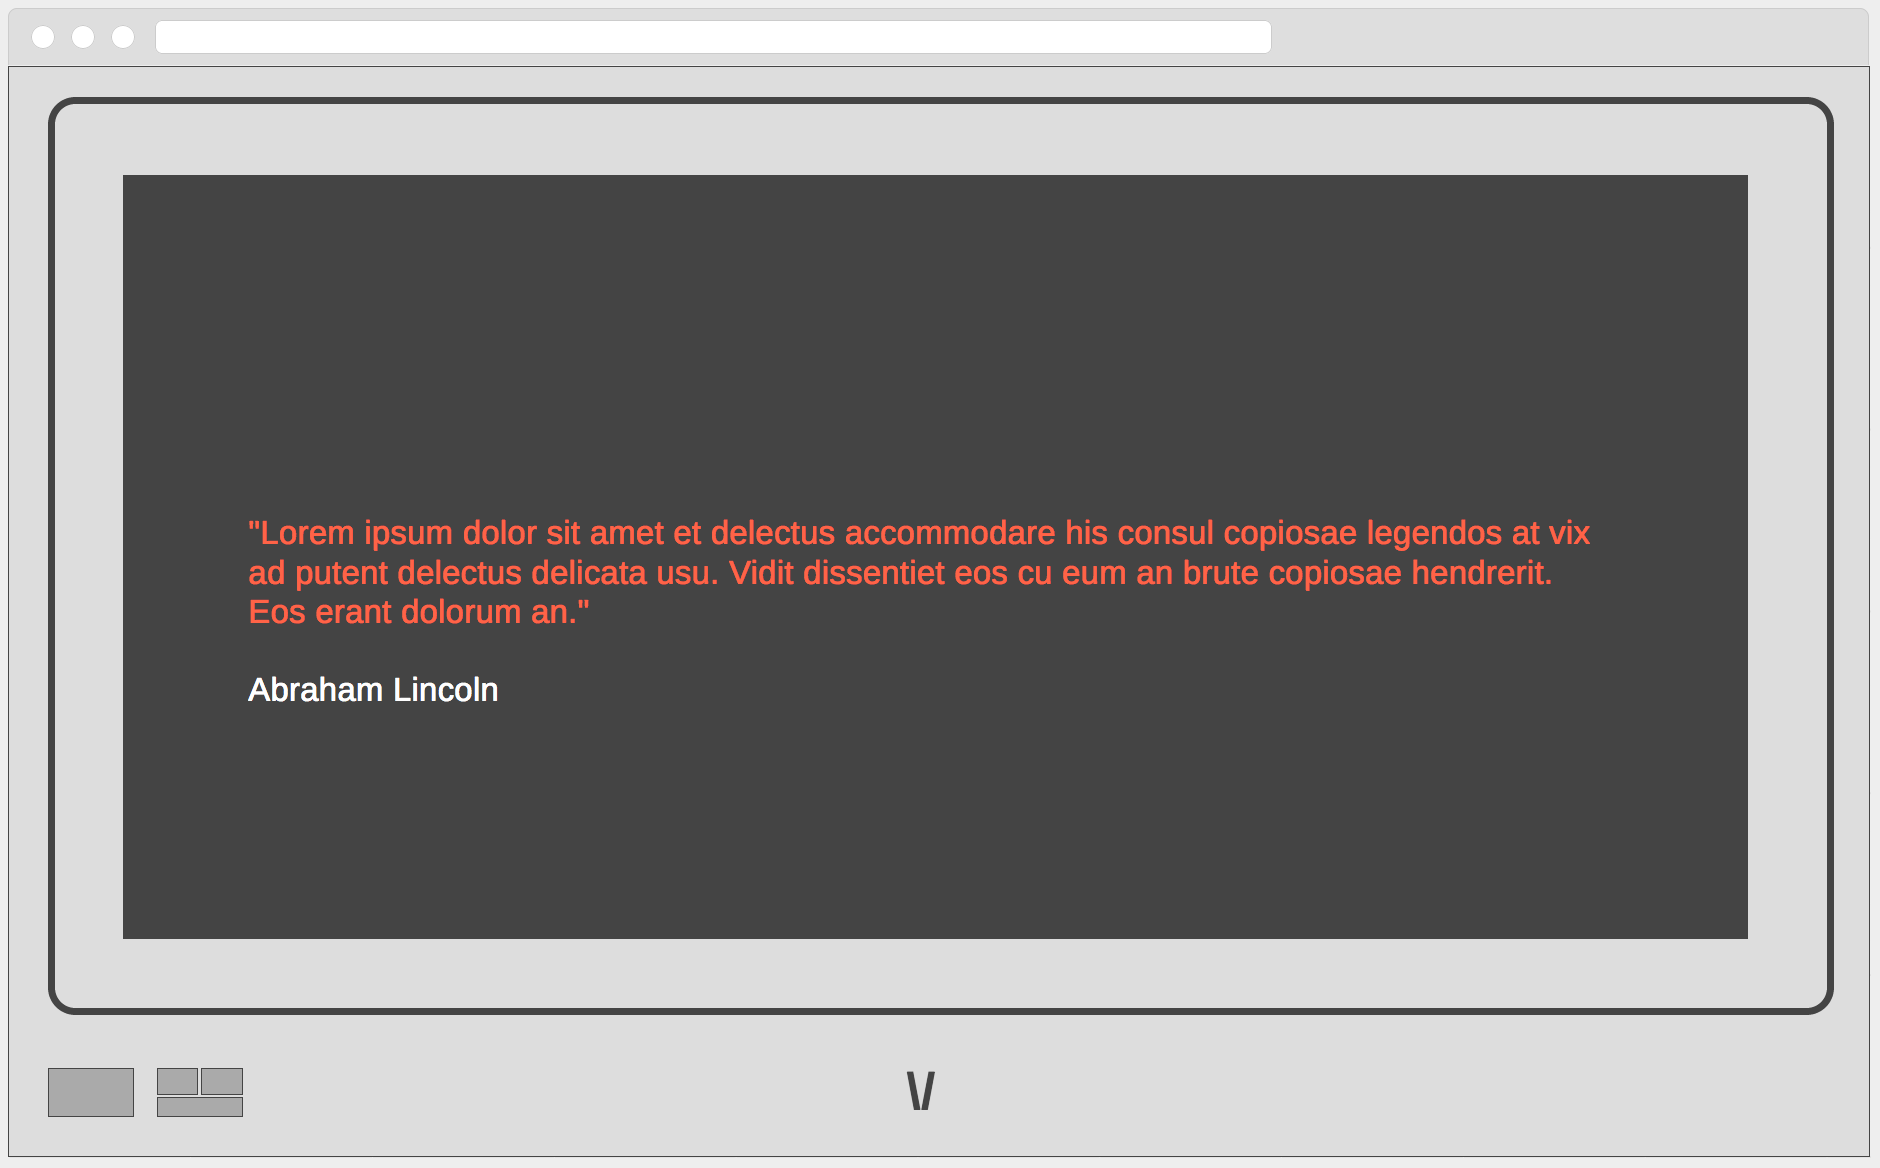 "Lorem ipsum dolor sit amet et delectus accommodare his consul copiosae legendos at vix
ad putent delectus delicata usu. Vidit dissentiet eos cu eum an brute copiosae hendrerit.
Eos erant dolorum an."
Abraham Lincoln
\/